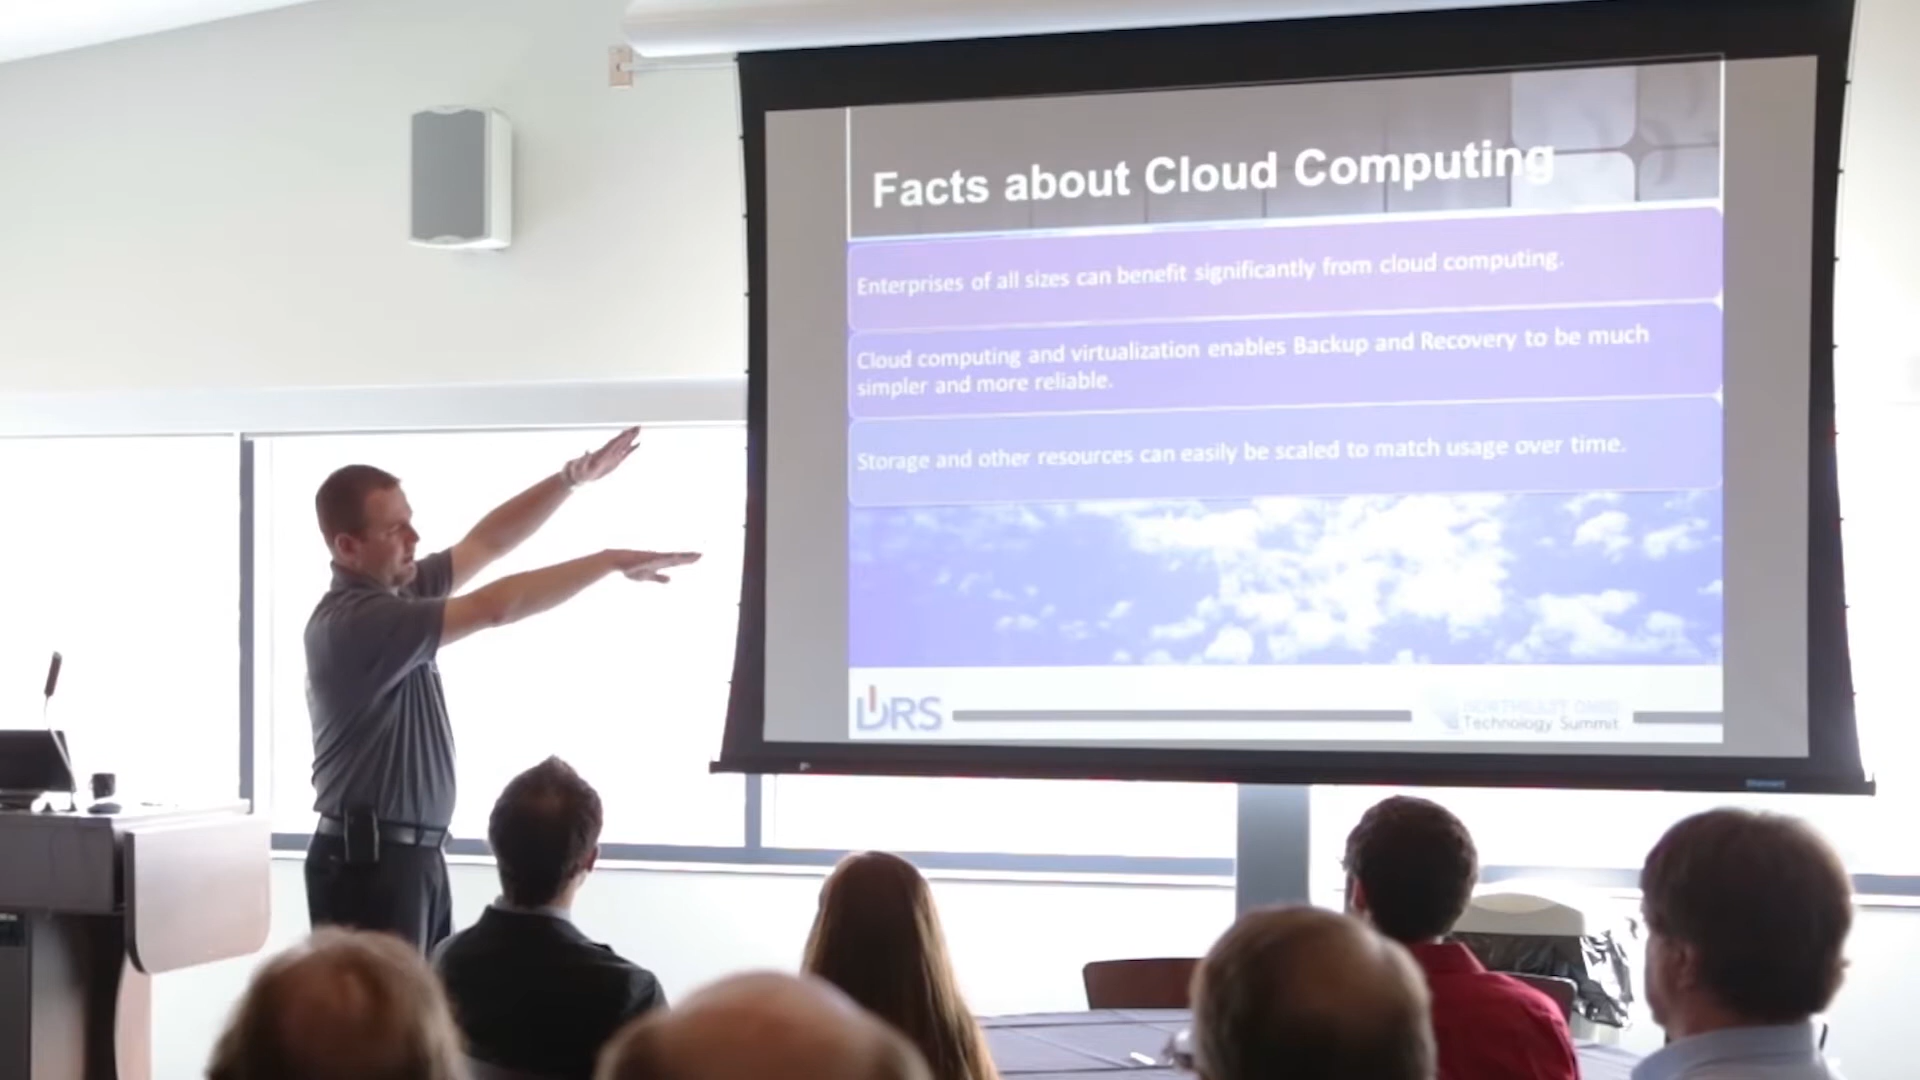 Facts about Cloud Computing
Enterprises of all sizes can benefit significantly from cloud computing.
Cloud computing and virtualization enables Backup and Recovery to be much
simpler and more reliable.
Storage and other resources can easily be scaled to match usage over time.
DRS
NORTHEAST OHIO
Technology Summit